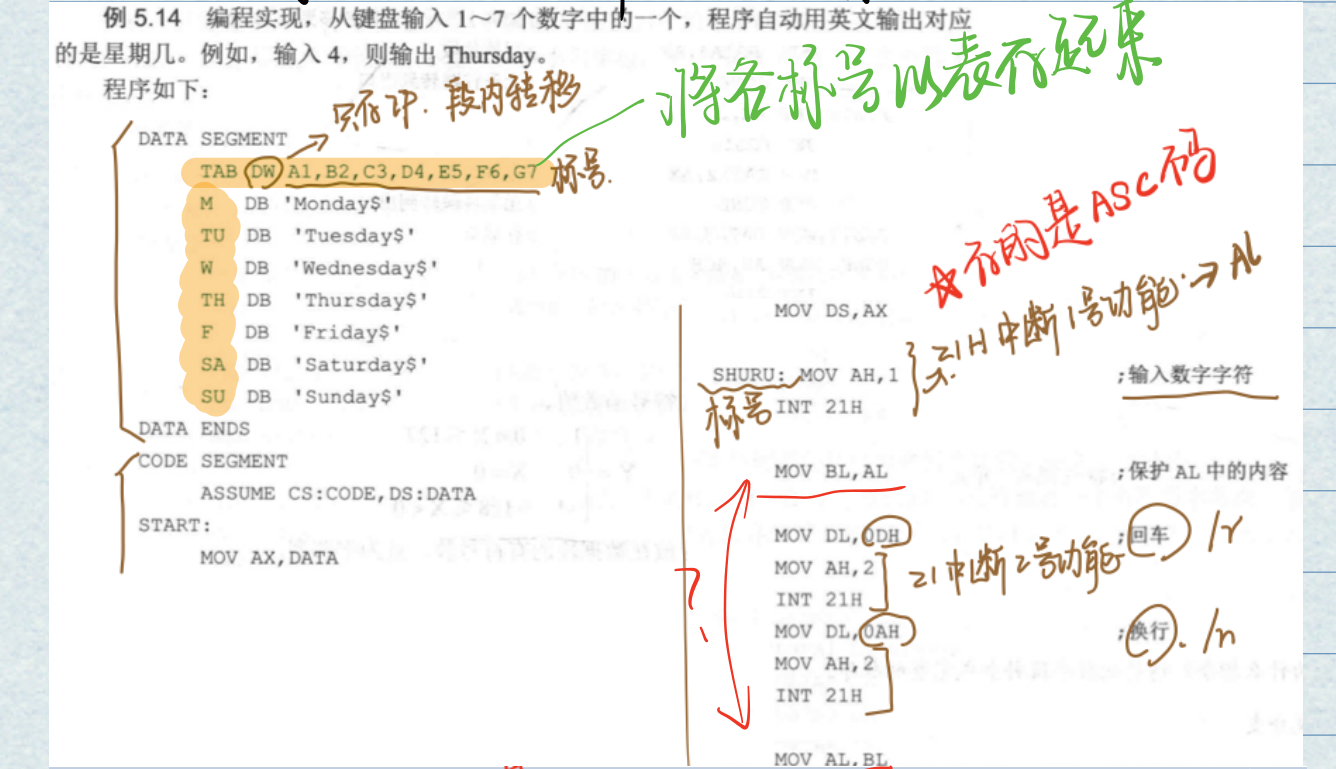 例 5.14 编程实现，从键盘输入 1～7 个数字中的一个，程序自动用英文输出对应
的是星期几。例如，输入 4，则输出 Thursday。
程序如下：
将各标号以表存起来
只存IP. 段内转移
DATA SEGMENT
TAB DW A1,B2,C3,D4,E5,F6,G7 标号.
M DB 'Monday$'
TU DB 'Tuesday$'
W DB 'Wednesday$'
TH DB 'Thursday$'
F DB 'Friday$'
SA DB 'Saturday$'
SU DB 'Sunday$'
DATA ENDS
CODE SEGMENT
ASSUME CS:CODE,DS:DATA
START:
MOV AX,DATA
☆存的是ASC码
MOV DS,AX
21H中断1号功能 → AL
SHURU: MOV AH,1 ;输入数字字符
标号 INT 21H
MOV BL,AL ;保护 AL 中的内容
?
MOV DL,0DH ;回车 /r
MOV AH,2 21中断2号功能
INT 21H
MOV DL,0AH ;换行. /n
MOV AH,2
INT 21H
MOV AL,BL